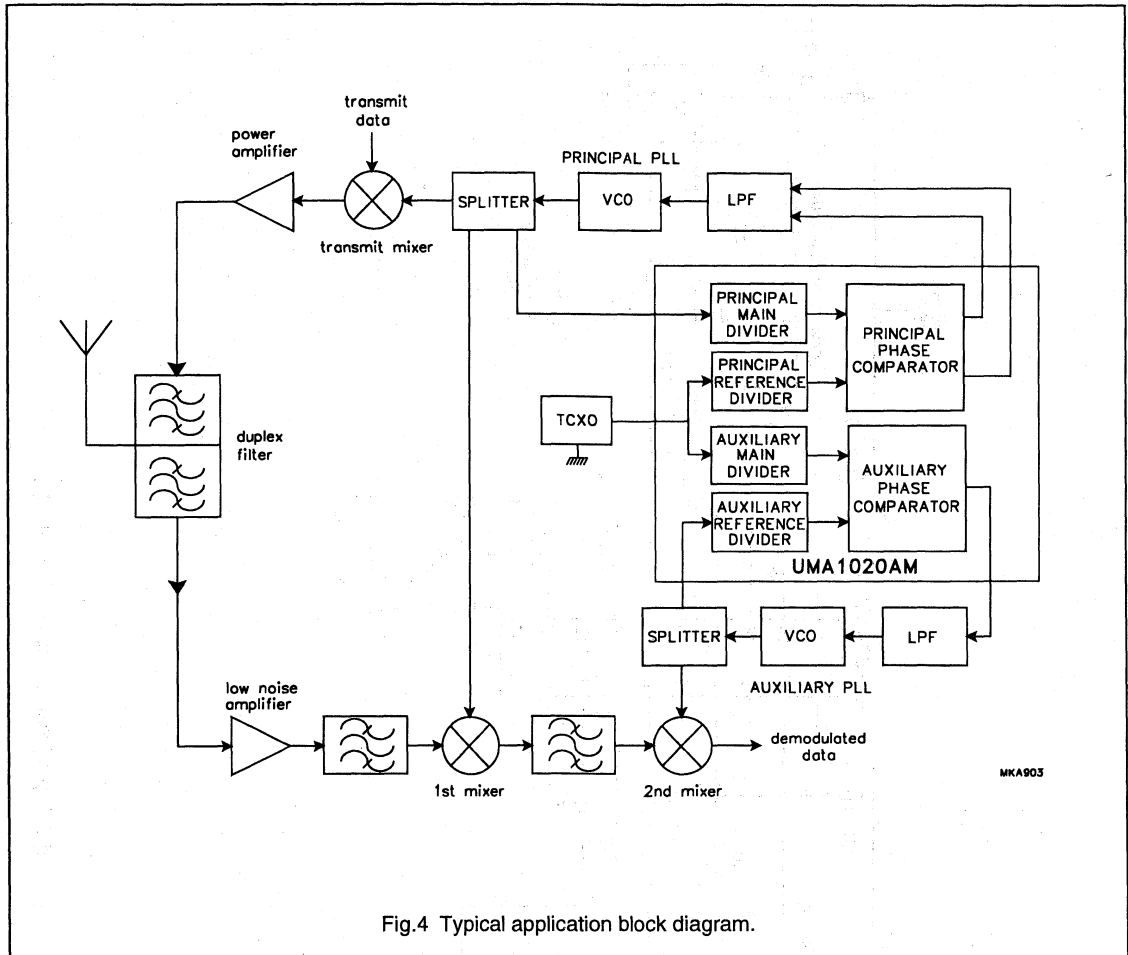 transmit
data
power
amplifier
PRINCIPAL PLL
SPLITTER
VCO
LPF
transmit mixer
PRINCIPAL
MAIN
DIVIDER
PRINCIPAL
PHASE
COMPARATOR
PRINCIPAL
REFERENCE
DIVIDER
TCXO
duplex
filter
AUXILIARY
MAIN
DIVIDER
AUXILIARY
PHASE
COMPARATOR
AUXILIARY
REFERENCE
DIVIDER
UMA1020AM
SPLITTER
VCO
LPF
AUXILIARY PLL
low noise
amplifier
demodulated
data
1st mixer
2nd mixer
MKA903
Fig.4 Typical application block diagram.